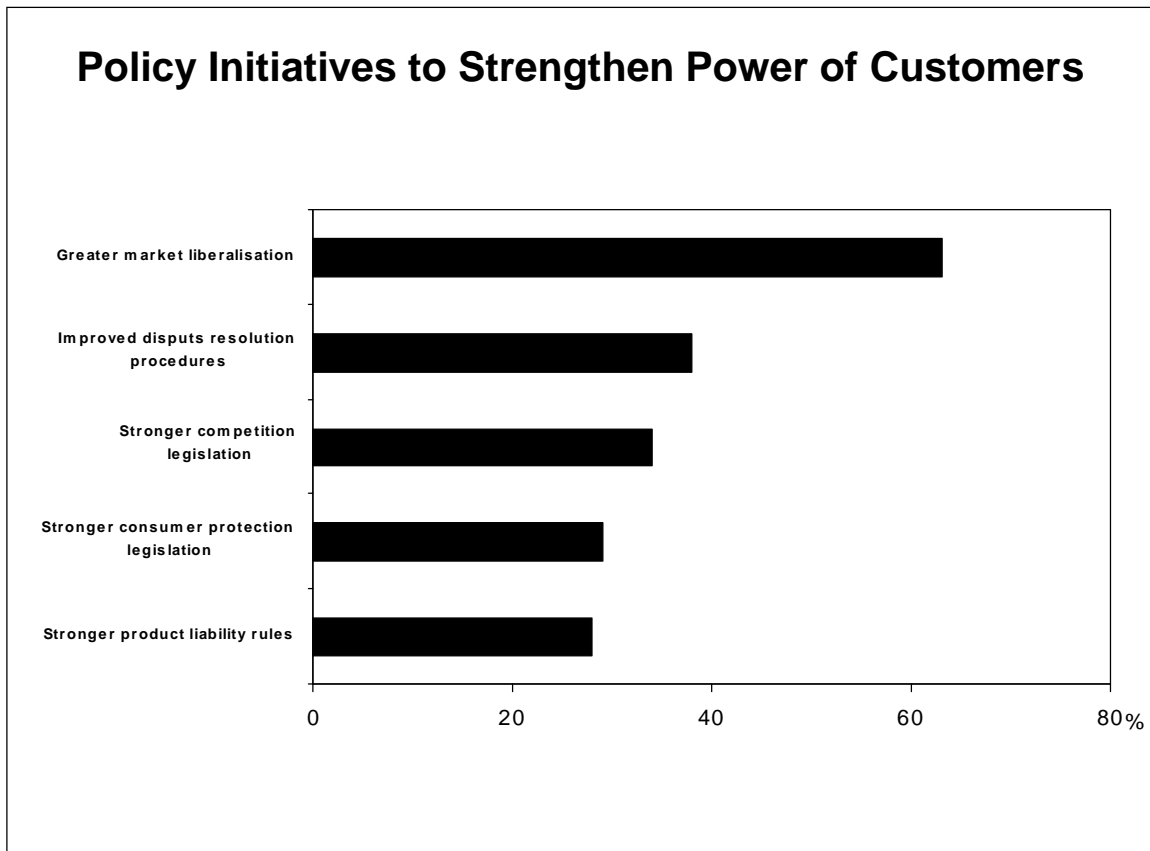 Policy Initiatives to Strengthen Power of Customers
Greater market liberalisation
Improved disputs resolution
procedures
Stronger competition
legislation
Stronger consumer protection
legislation
Stronger product liability rules
0 20 40 60 80 %